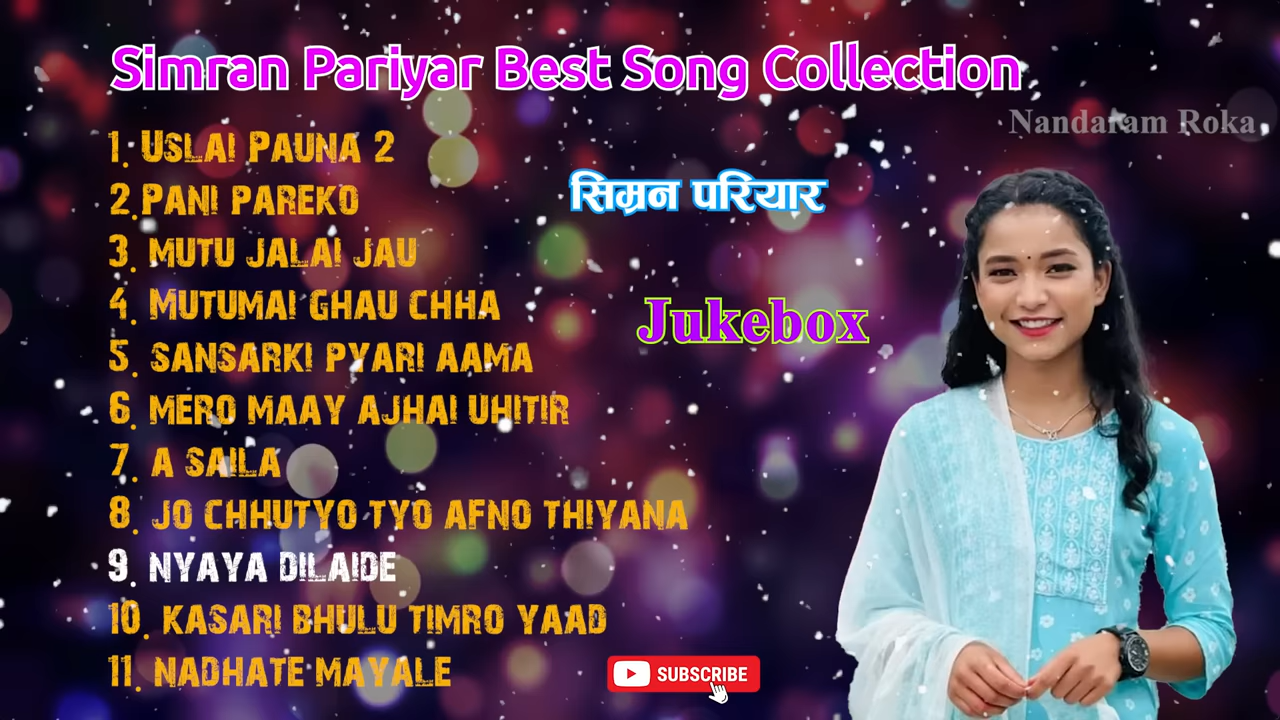 Simran Pariyar Best Song Collection
Nandaram Roka
1. Uslai Pauna 2
2. Pani pareko
सिम्रन परियार
3. mutu jalai jau
4. Mutumai ghau chha
Jukebox
5. sansarki pyari aama
6. mero maay ajhai uhitir
7. a saila
8. jo chhutyo tyo afno thiyana
9. nyaya dilaide
10. kasari bhulu timro yaad
11. nadhate mayale
SUBSCRIBE